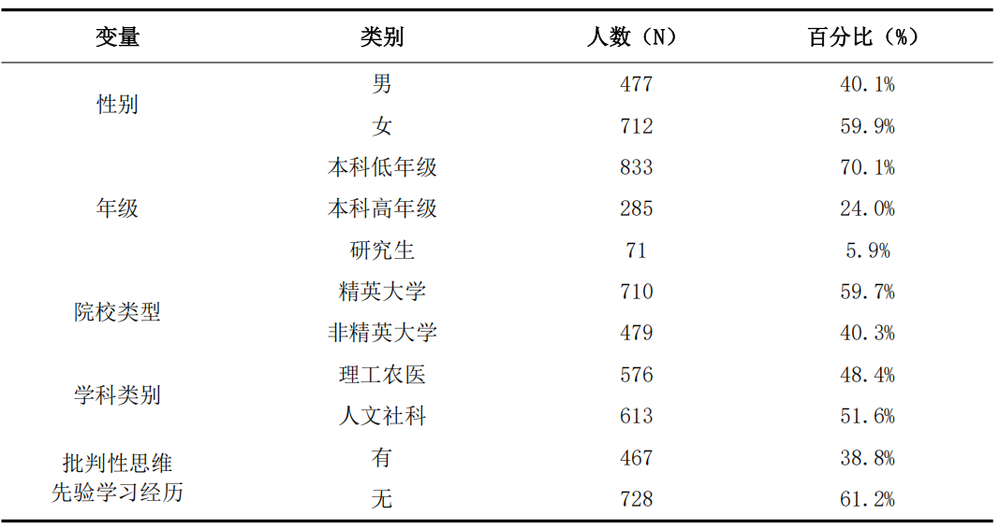 变量 类别 人数（N） 百分比（%）
性别 男 477 40.1%
女 712 59.9%
年级 本科低年级 833 70.1%
本科高年级 285 24.0%
研究生 71 5.9%
院校类型 精英大学 710 59.7%
非精英大学 479 40.3%
学科类别 理工农医 576 48.4%
人文社科 613 51.6%
批判性思维
先验学习经历 有 467 38.8%
无 728 61.2%